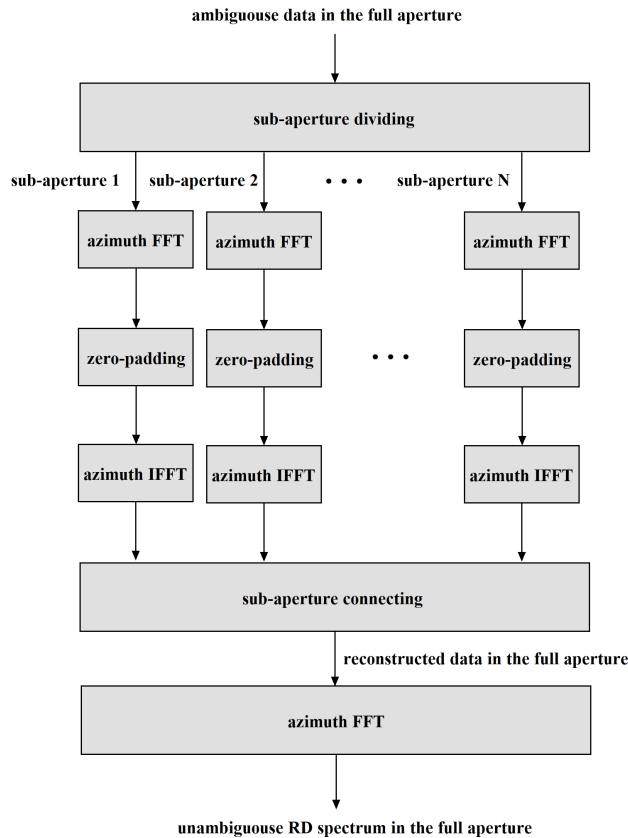 ambiguouse data in the full aperture
sub-aperture dividing
sub-aperture 1
sub-aperture 2
sub-aperture N
azimuth FFT
azimuth FFT
azimuth FFT
zero-padding
zero-padding
zero-padding
azimuth IFFT
azimuth IFFT
azimuth IFFT
sub-aperture connecting
reconstructed data in the full aperture
azimuth FFT
unambiguouse RD spectrum in the full aperture